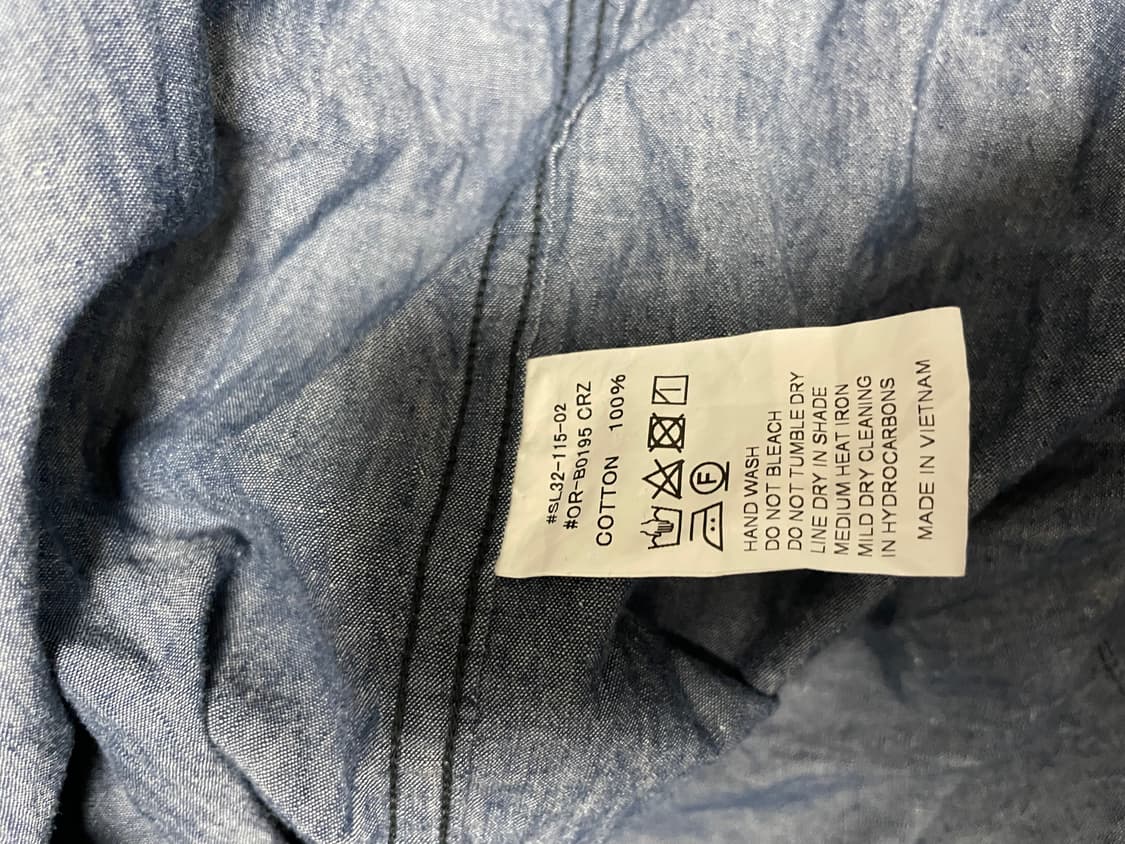 #SL32-115-02
#OR-B0195 CRZ
COTTON 100%
F
HAND WASH
DO NOT BLEACH
DO NOT TUMBLE DRY
LINE DRY IN SHADE
MEDIUM HEAT IRON
MILD DRY CLEANING
IN HYDROCARBONS
MADE IN VIETNAM